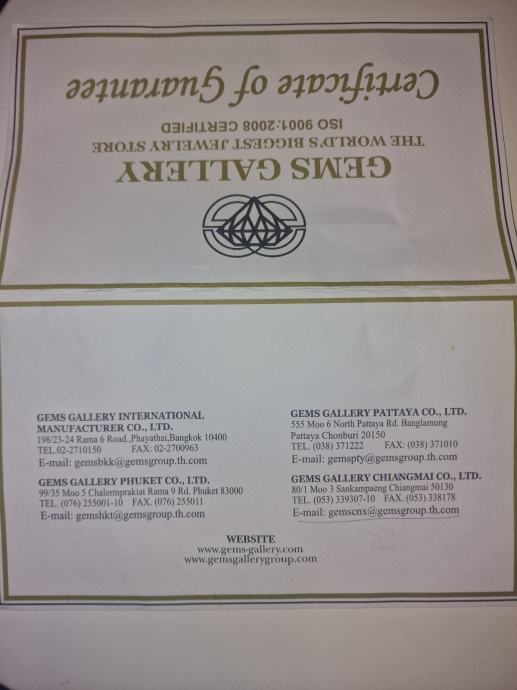 Certificate of Guarantee
ISO 9001:2008 CERTIFIED
THE WORLD'S BIGGEST JEWELRY STORE
GEMS GALLERY
GEMS GALLERY INTERNATIONAL
MANUFACTURER CO., LTD.
198/23-24 Rama 6 Road.,Phayathai,Bangkok 10400
TEL.02-2710150 FAX: 02-2700963
E-mail: gemsbkk@gemsgroup.th.com
GEMS GALLERY PHUKET CO., LTD.
99/35 Moo 5 Chalermprakiat Rama 9 Rd. Phuket 83000
TEL. (076) 255001-10 FAX. (076) 255011
E-mail: gemshkt@gemsgroup.th.com
GEMS GALLERY PATTAYA CO., LTD.
555 Moo 6 North Pattaya Rd. Banglamung
Pattaya Chonburi 20150
TEL. (038) 371222 FAX: (038) 371010
E-mail: gemspty@gemsgroup.th.com
GEMS GALLERY CHIANGMAI CO., LTD.
80/1 Moo 3 Sankampaeng Chiangmai 50130
TEL. (053) 339307-10 FAX. (053) 338178
E-mail: gemscnx@gemsgroup.th.com
WEBSITE
www.gems-gallery.com
www.gemsgallerygroup.com